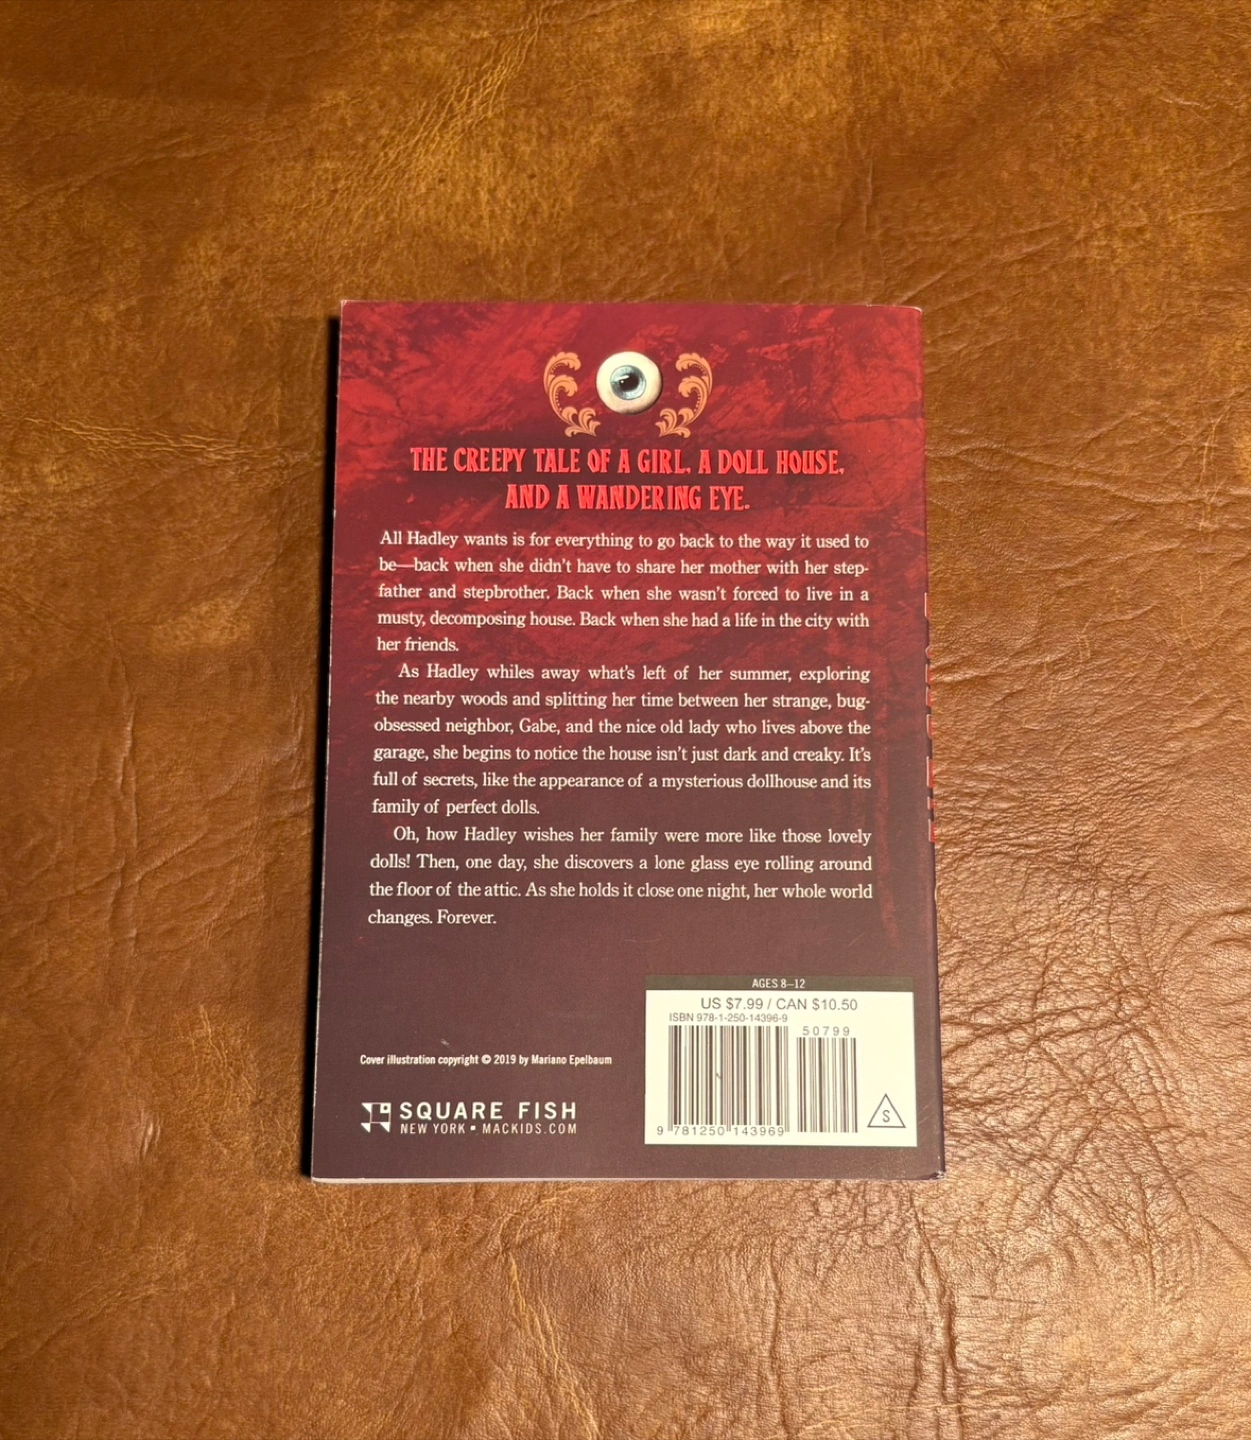 THE CREEPY TALE OF A GIRL, A DOLL HOUSE,
AND A WANDERING EYE.
All Hadley wants is for everything to go back to the way it used to
be—back when she didn't have to share her mother with her step-
father and stepbrother. Back when she wasn't forced to live in a
musty, decomposing house. Back when she had a life in the city with
her friends.
As Hadley whiles away what's left of her summer, exploring
the nearby woods and splitting her time between her strange, bug-
obsessed neighbor, Gabe, and the nice old lady who lives above the
garage, she begins to notice the house isn't just dark and creaky. It's
full of secrets, like the appearance of a mysterious dollhouse and its
family of perfect dolls.
Oh, how Hadley wishes her family were more like those lovely
dolls! Then, one day, she discovers a lone glass eye rolling around
the floor of the attic. As she holds it close one night, her whole world
changes. Forever.
AGES 8–12
US $7.99 / CAN $10.50
ISBN 978-1-250-14396-9
50799
9 781250 143969
S
Cover illustration copyright © 2019 by Mariano Epelbaum
SQUARE FISH
NEW YORK • MACKIDS.COM